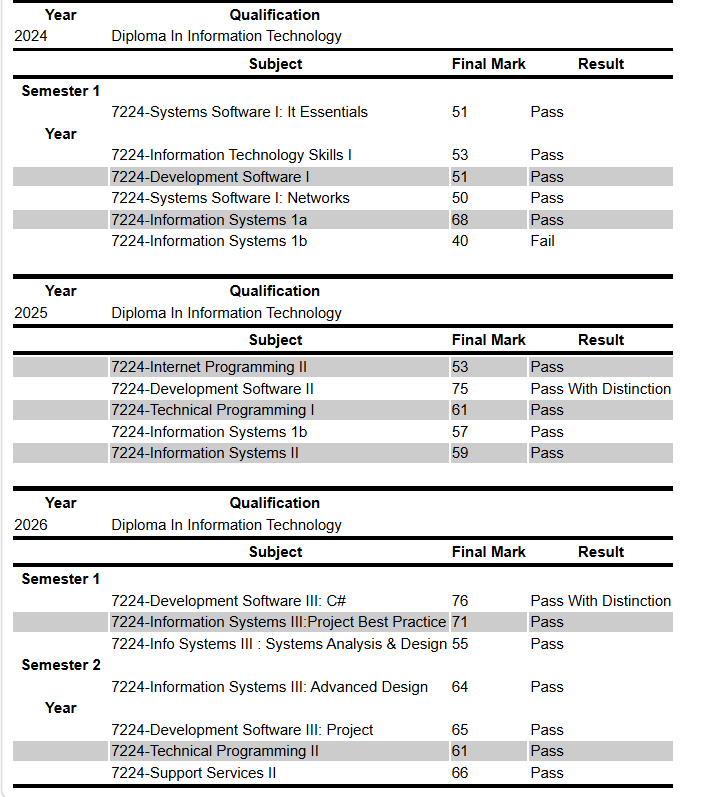 Year Qualification
2024 Diploma In Information Technology
Subject Final Mark Result
Semester 1
7224-Systems Software I: It Essentials 51 Pass
Year
7224-Information Technology Skills I 53 Pass
7224-Development Software I 51 Pass
7224-Systems Software I: Networks 50 Pass
7224-Information Systems 1a 68 Pass
7224-Information Systems 1b 40 Fail
Year Qualification
2025 Diploma In Information Technology
Subject Final Mark Result
7224-Internet Programming II 53 Pass
7224-Development Software II 75 Pass With Distinction
7224-Technical Programming I 61 Pass
7224-Information Systems 1b 57 Pass
7224-Information Systems II 59 Pass
Year Qualification
2026 Diploma In Information Technology
Subject Final Mark Result
Semester 1
7224-Development Software III: C# 76 Pass With Distinction
7224-Information Systems III:Project Best Practice 71 Pass
7224-Info Systems III : Systems Analysis & Design 55 Pass
Semester 2
7224-Information Systems III: Advanced Design 64 Pass
Year
7224-Development Software III: Project 65 Pass
7224-Technical Programming II 61 Pass
7224-Support Services II 66 Pass